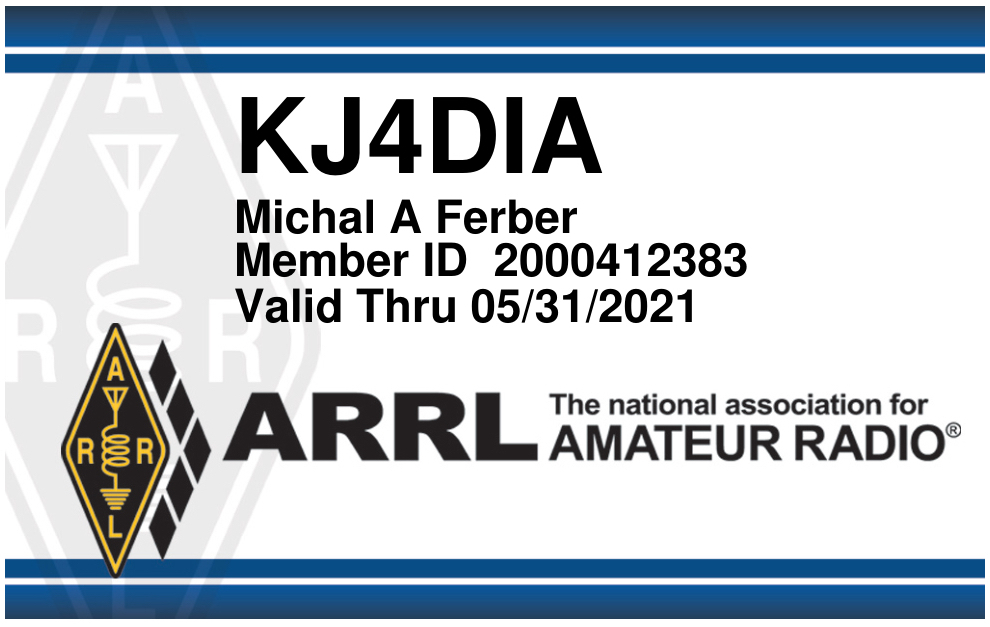 KJ4DIA
Michal A Ferber
Member ID  2000412383
Valid Thru 05/31/2021
A
R R
L
ARRL
The national association for
AMATEUR RADIO®
A
R R
L